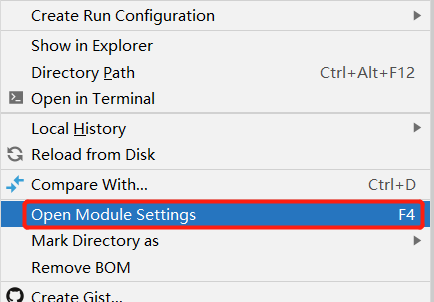 Create Run Configuration
Show in Explorer
Directory Path Ctrl+Alt+F12
Open in Terminal
Local History
Reload from Disk
Compare With... Ctrl+D
Open Module Settings F4
Mark Directory as
Remove BOM
Create Gist...